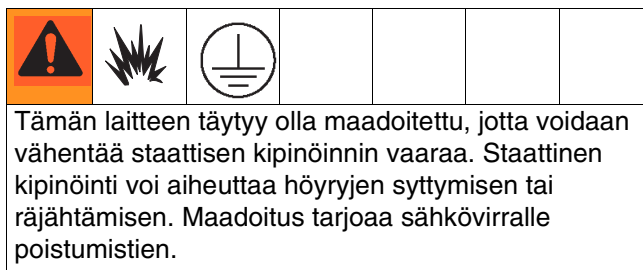 Tämän laitteen täytyy olla maadoitettu, jotta voidaan
vähentää staattisen kipinöinnin vaaraa. Staattinen
kipinöinti voi aiheuttaa höyryjen syttymisen tai
räjähtämisen. Maadoitus tarjoaa sähkövirralle
poistumistien.